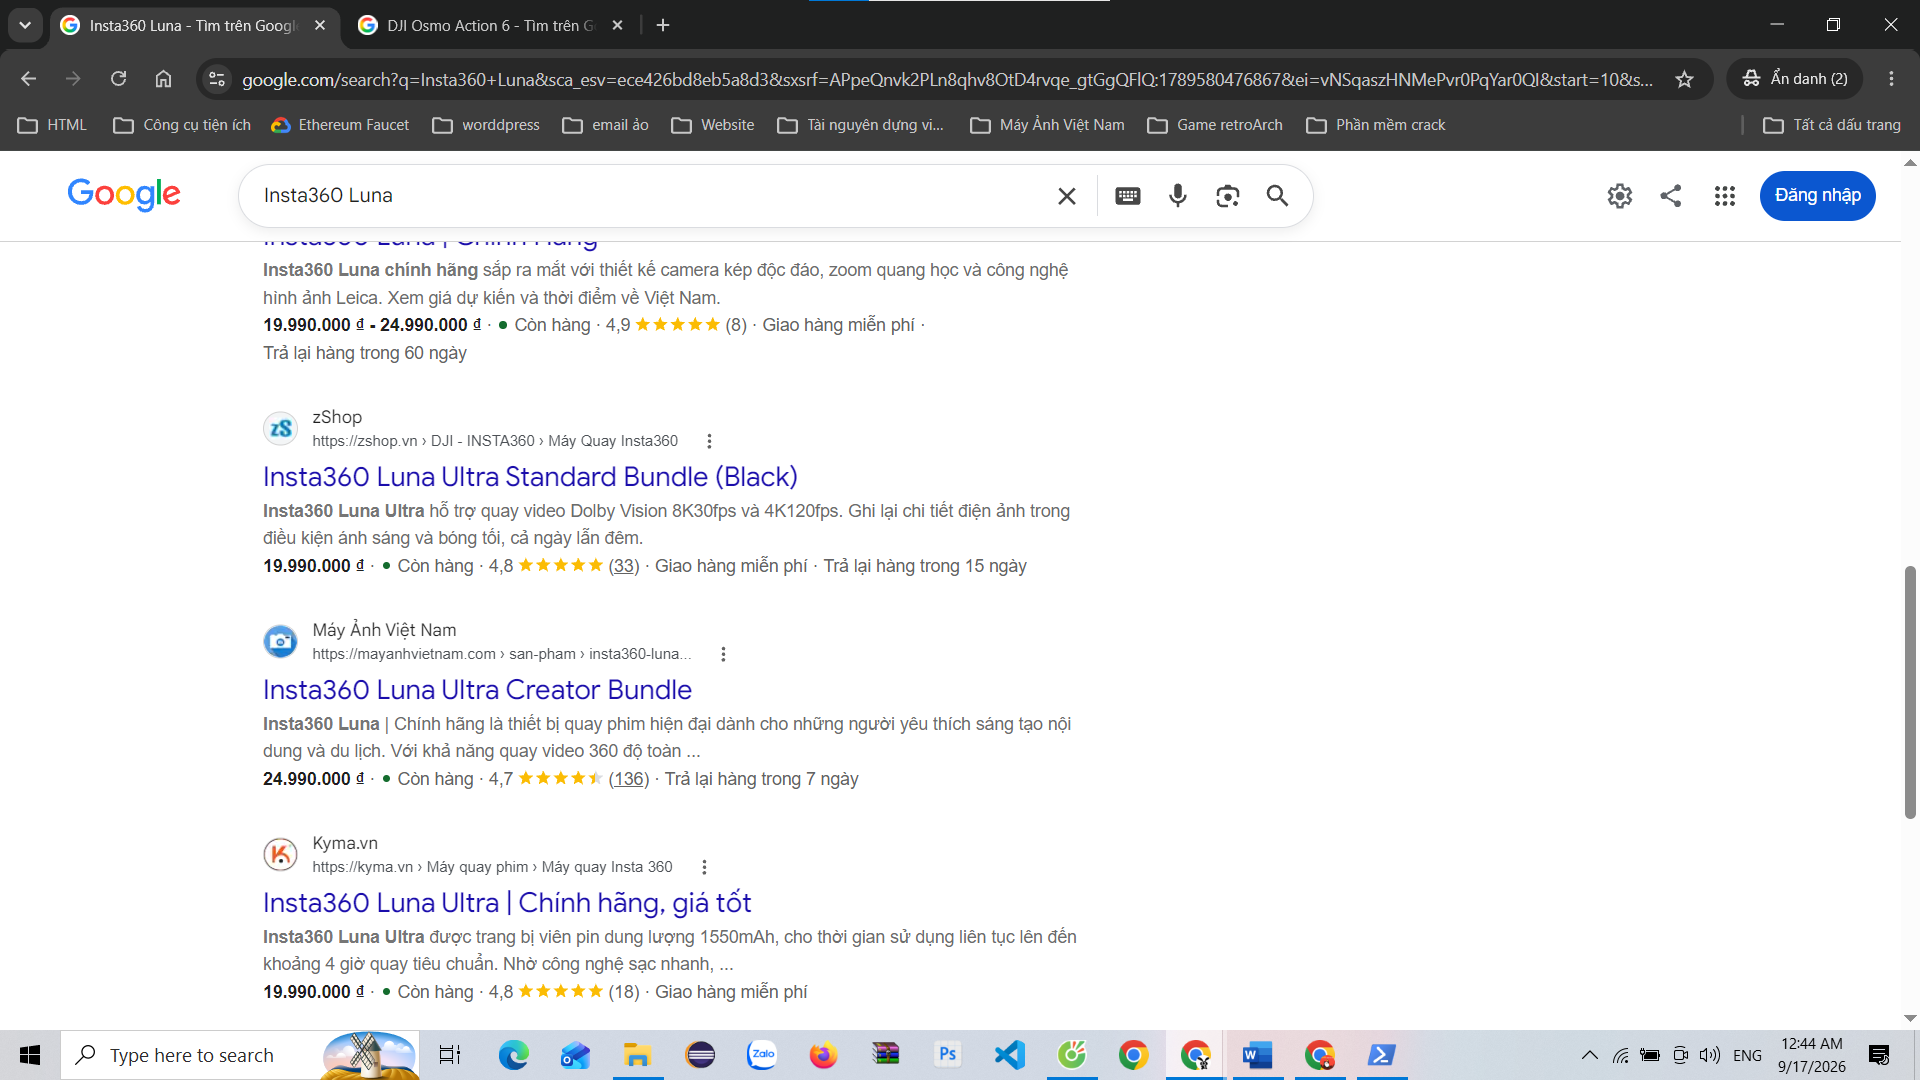 Insta360 Luna - Tìm trên Google
DJI Osmo Action 6 - Tìm trên G
google.com/search?q=Insta360+Luna&sca_esv=ece426bd8eb5a8d3&sxsrf=APpeQnvk2PLn8qhv8OtD4rvqe_gtGgQFlQ:1789580476867&ei=vNSqaszHNMePvr0PqYar0QI&start=10&s...
Ẩn danh (2)
HTML
Công cụ tiện ích
Ethereum Faucet
worddpress
email ảo
Website
Tài nguyên dựng vi...
Máy Ảnh Việt Nam
Game retroArch
Phần mềm crack
Tất cả dấu trang
Google
Insta360 Luna
Đăng nhập
Insta360 Luna | Chính Hãng
Insta360 Luna chính hãng sắp ra mắt với thiết kế camera kép độc đáo, zoom quang học và công nghệ
hình ảnh Leica. Xem giá dự kiến và thời điểm về Việt Nam.
19.990.000 ₫ - 24.990.000 ₫ · Còn hàng · 4,9 ★★★★★ (8) · Giao hàng miễn phí ·
Trả lại hàng trong 60 ngày
zS
zShop
https://zshop.vn › DJI - INSTA360 › Máy Quay Insta360
Insta360 Luna Ultra Standard Bundle (Black)
Insta360 Luna Ultra hỗ trợ quay video Dolby Vision 8K30fps và 4K120fps. Ghi lại chi tiết điện ảnh trong
điều kiện ánh sáng và bóng tối, cả ngày lẫn đêm.
19.990.000 ₫ · Còn hàng · 4,8 ★★★★★ (33) · Giao hàng miễn phí · Trả lại hàng trong 15 ngày
Máy Ảnh Việt Nam
https://mayanhvietnam.com › san-pham › insta360-luna...
Insta360 Luna Ultra Creator Bundle
Insta360 Luna | Chính hãng là thiết bị quay phim hiện đại dành cho những người yêu thích sáng tạo nội
dung và du lịch. Với khả năng quay video 360 độ toàn ...
24.990.000 ₫ · Còn hàng · 4,7 ★★★★★ (136) · Trả lại hàng trong 7 ngày
Kyma.vn
https://kyma.vn › Máy quay phim › Máy quay Insta 360
Insta360 Luna Ultra | Chính hãng, giá tốt
Insta360 Luna Ultra được trang bị viên pin dung lượng 1550mAh, cho thời gian sử dụng liên tục lên đến
khoảng 4 giờ quay tiêu chuẩn. Nhờ công nghệ sạc nhanh, ...
19.990.000 ₫ · Còn hàng · 4,8 ★★★★★ (18) · Giao hàng miễn phí
Type here to search
Zalo
Ps
W
ENG
12:44 AM
9/17/2026